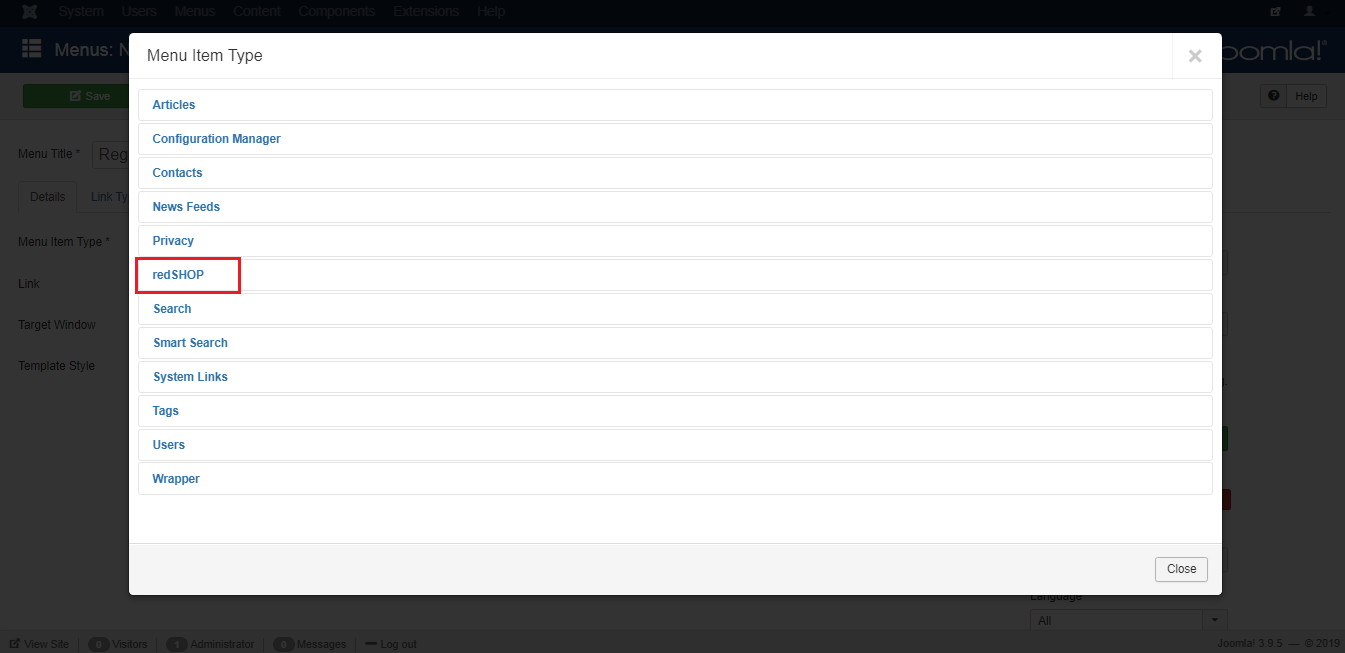 System Users Menus Content Components Extensions Help
Menus: N
Joomla!®
Menu Item Type
×
Save
Help
Articles
Configuration Manager
Menu Title *
Reg
Contacts
Details
Link Ty
News Feeds
Menu Item Type *
Privacy
redSHOP
Link
Search
Target Window
Smart Search
Template Style
System Links
Tags
Users
Wrapper
Close
Language
All
View Site 0 Visitors 1 Administrator 0 Messages Log out
Joomla! 3.9.5 — © 2019